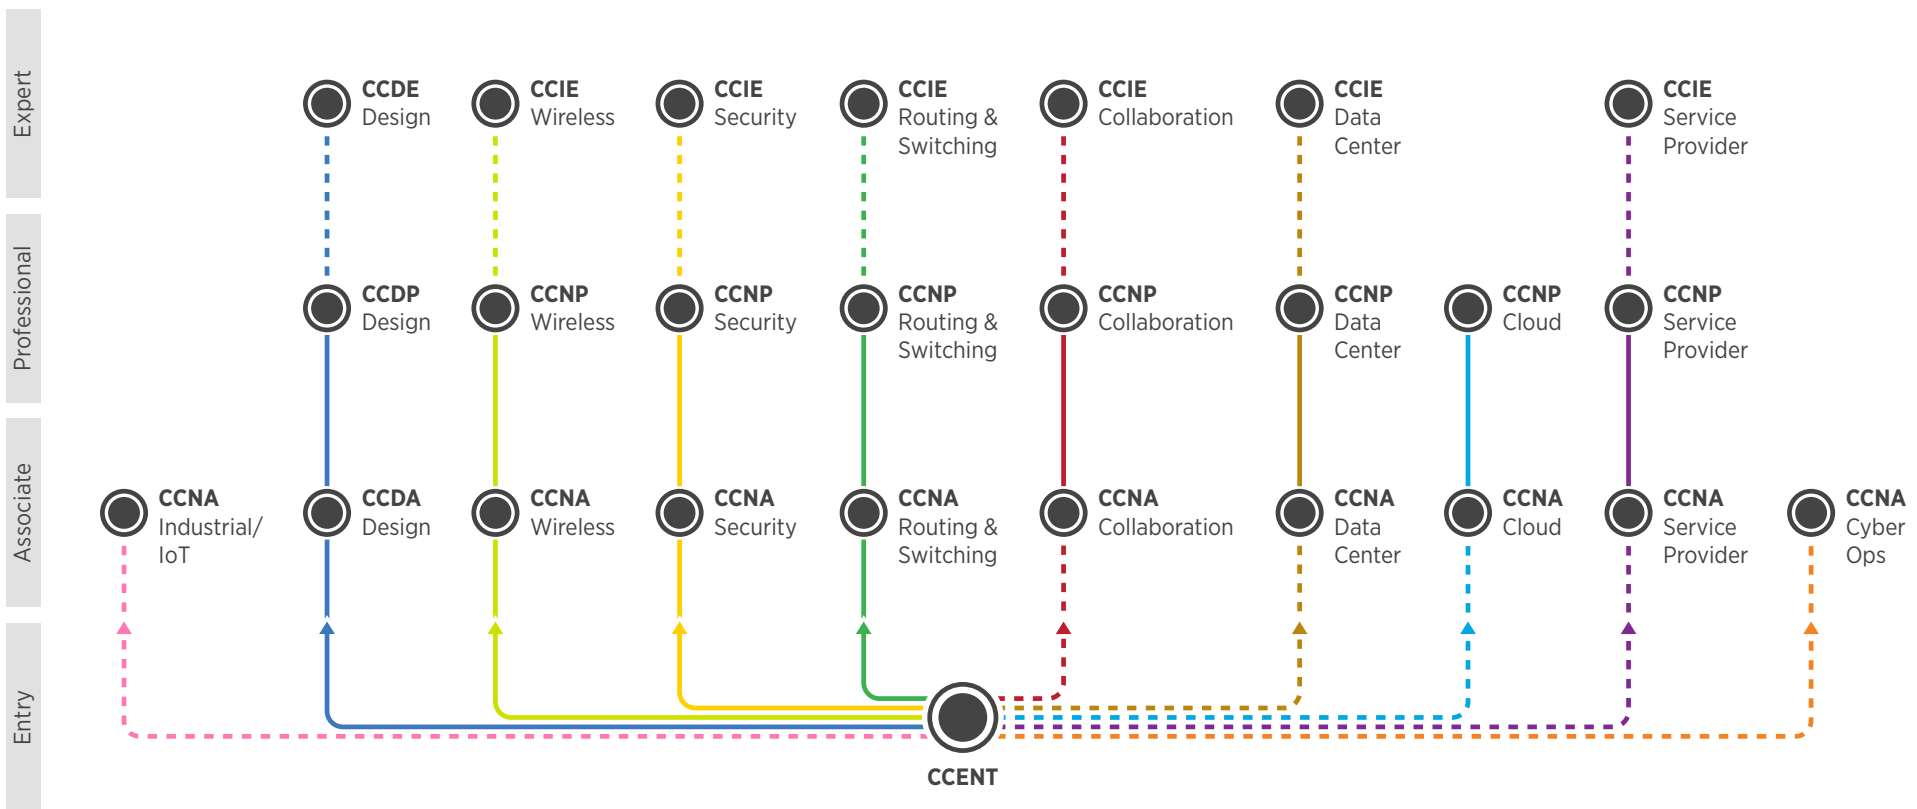 Expert
CCDE
Design
CCIE
Wireless
CCIE
Security
CCIE
Routing &
Switching
CCIE
Collaboration
CCIE
Data
Center
CCIE
Service
Provider
Professional
CCDP
Design
CCNP
Wireless
CCNP
Security
CCNP
Routing &
Switching
CCNP
Collaboration
CCNP
Data
Center
CCNP
Cloud
CCNP
Service
Provider
Associate
CCNA
Industrial/
IoT
CCDA
Design
CCNA
Wireless
CCNA
Security
CCNA
Routing &
Switching
CCNA
Collaboration
CCNA
Data
Center
CCNA
Cloud
CCNA
Service
Provider
CCNA
Cyber
Ops
Entry
CCENT